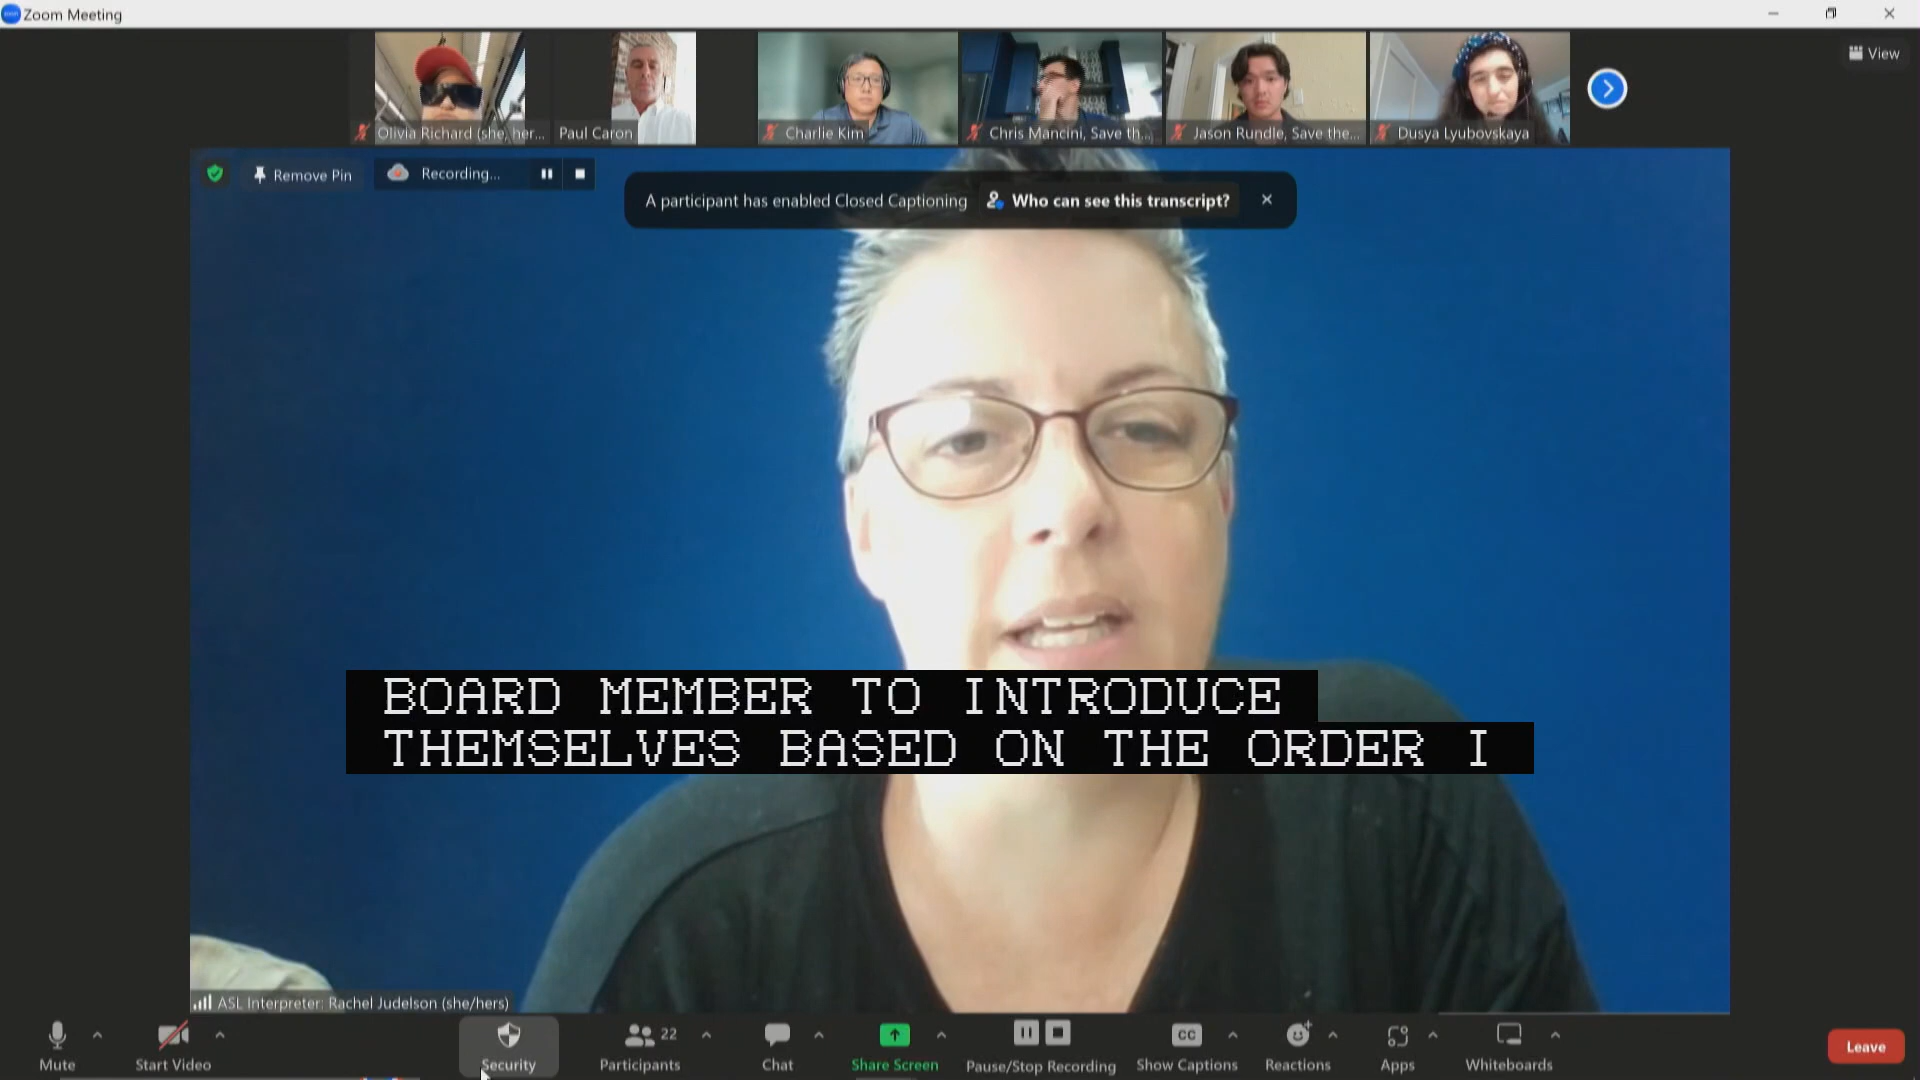 Zoom Meeting
View
Olivia Richard (she, her...
Paul Caron
Charlie Kim
Chris Mancini, Save th...
Jason Rundle, Save the...
Dusya Lyubovskaya
Remove Pin
Recording...
A participant has enabled Closed Captioning
Who can see this transcript?
BOARD MEMBER TO INTRODUCE
THEMSELVES BASED ON THE ORDER I
ASL Interpreter: Rachel Judelson (she/hers)
Mute
Start Video
Security
22
Participants
Chat
Share Screen
Pause/Stop Recording
CC
Show Captions
Reactions
Apps
Whiteboards
Leave